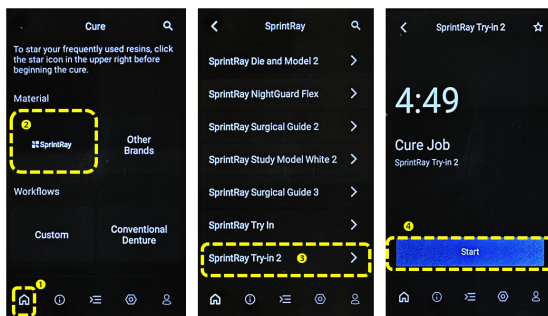 Cure
To star your frequently used resins, click
the star icon in the upper right before
beginning the cure.
Material
2
SprintRay
Other
Brands
Workflows
Custom
Conventional
Denture
1
SprintRay
SprintRay Die and Model 2
SprintRay NightGuard Flex
SprintRay Surgical Guide 2
SprintRay Study Model White 2
SprintRay Surgical Guide 3
SprintRay Try In
SprintRay Try-in 2
3
SprintRay Try-in 2
4:49
Cure Job
SprintRay Try-in 2
4
Start